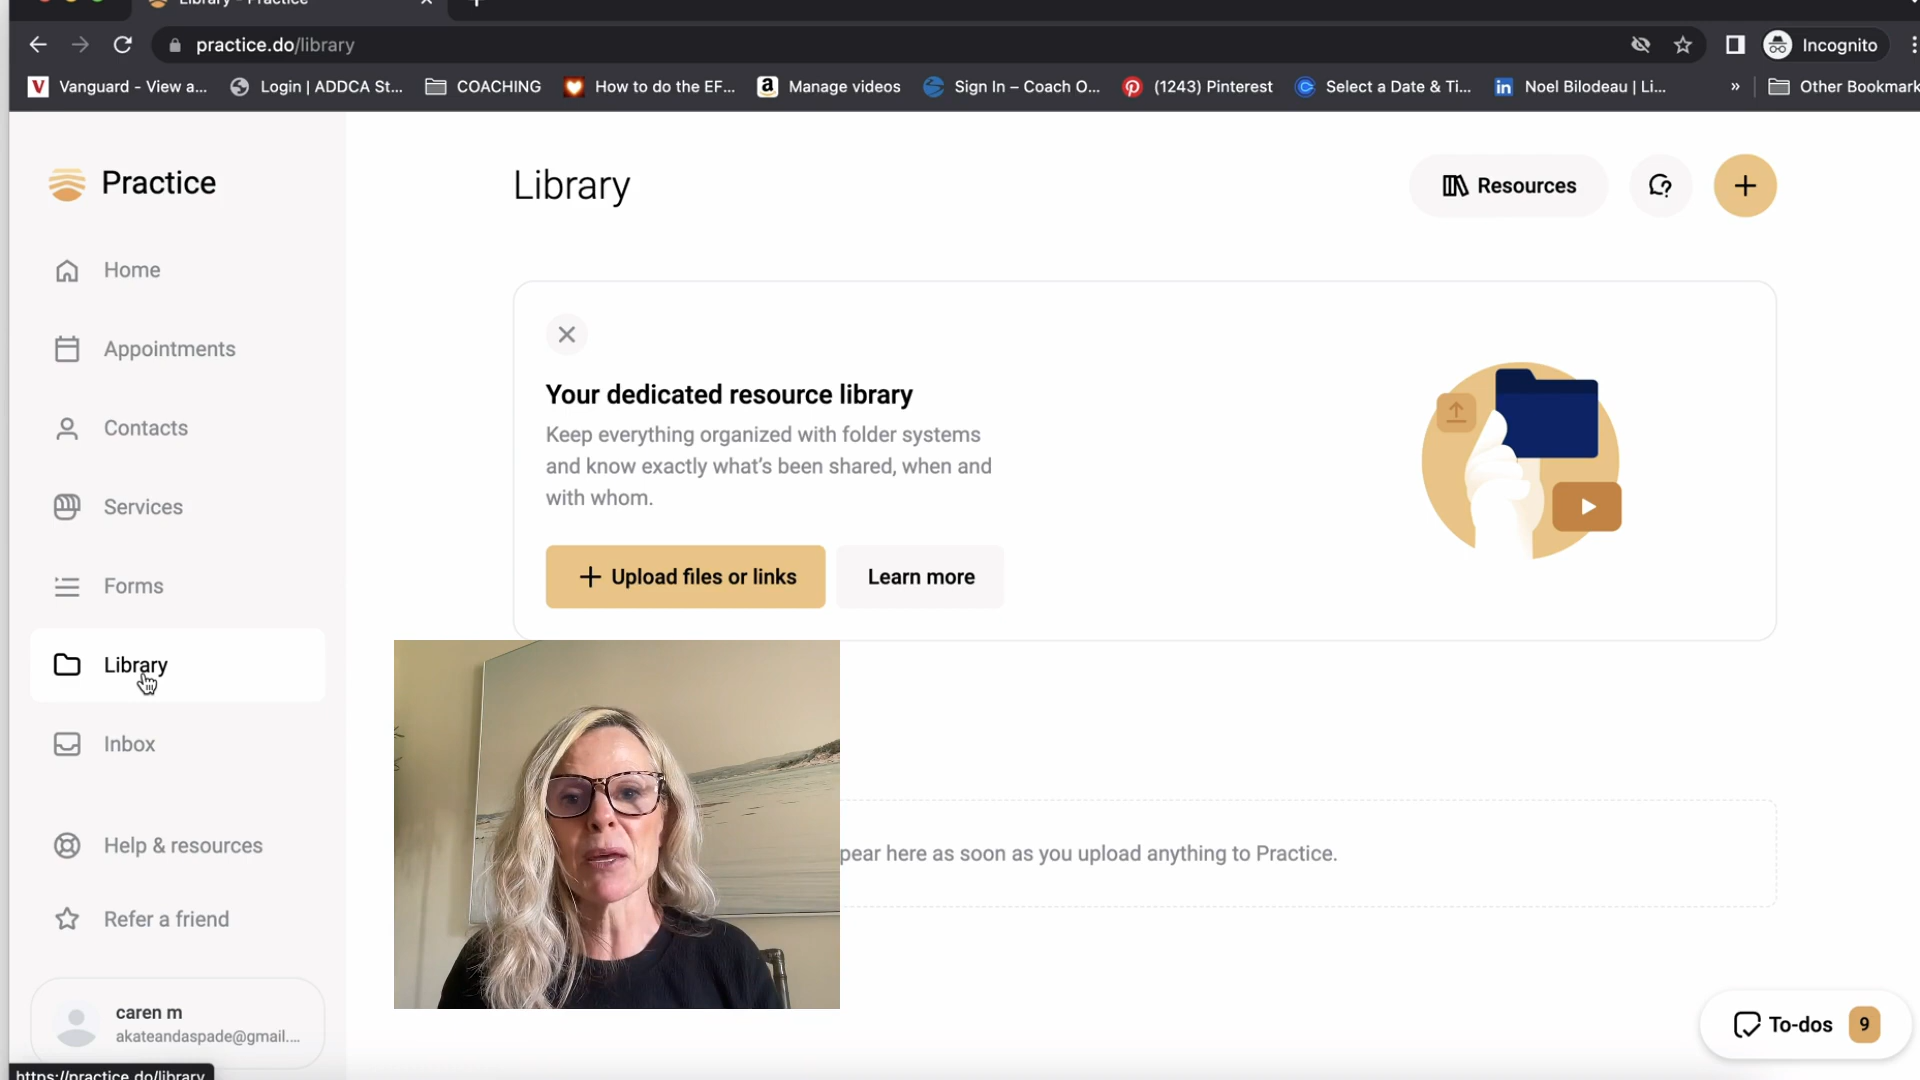 Library - Practice
practice.do/library
Incognito
Vanguard - View a...
Login | ADDCA St...
COACHING
How to do the EF...
Manage videos
Sign In – Coach O...
(1243) Pinterest
Select a Date & Ti...
Noel Bilodeau | Li...
»
Other Bookmark
Practice
Home
Appointments
Contacts
Services
Forms
Library
Inbox
Help & resources
Refer a friend
caren m
akateandaspade@gmail....
https://practice.do/library
Library
Resources
Your dedicated resource library
Keep everything organized with folder systems
and know exactly what's been shared, when and
with whom.
Upload files or links
Learn more
pear here as soon as you upload anything to Practice.
To-dos 9